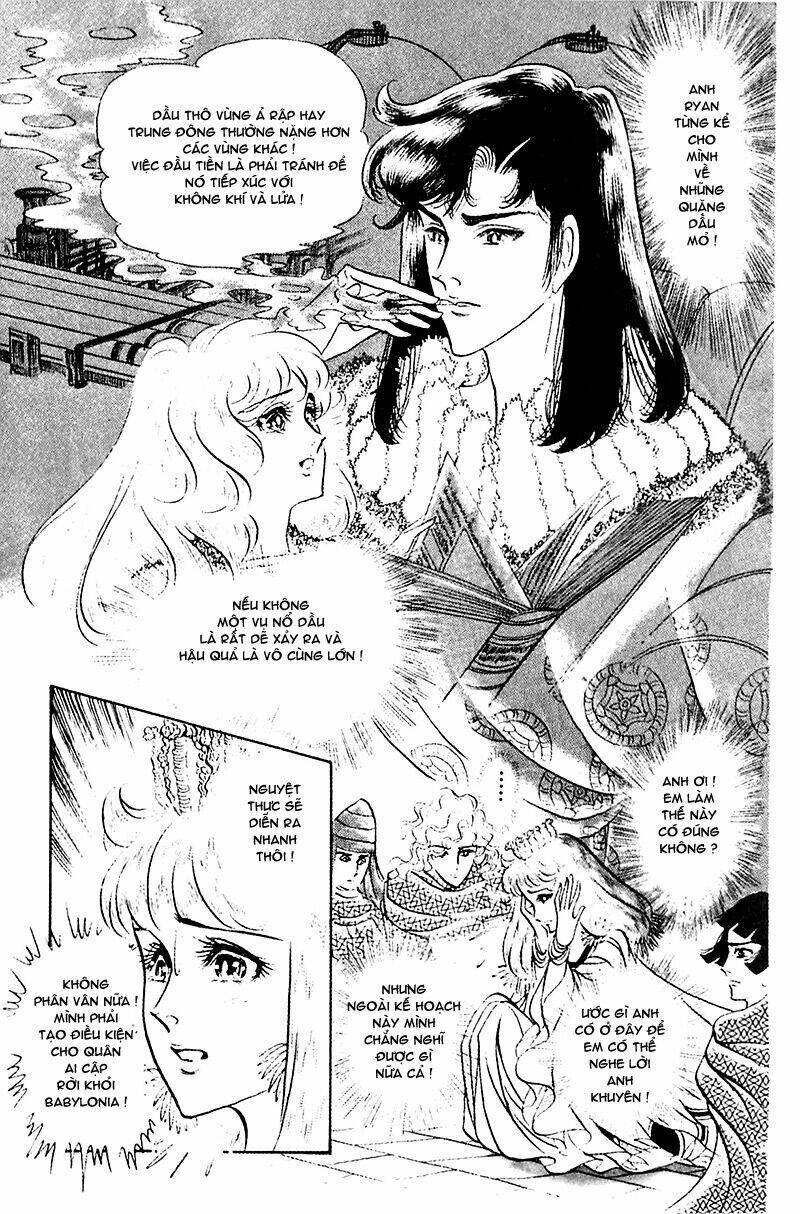 ANH
RYAN
TỪNG KỂ
CHO
MÌNH
VỀ
NHỮNG
QUẶNG
DẦU
MỎ !
DẦU THÔ VÙNG Ả RẬP HAY
TRUNG ĐÔNG THƯỜNG NẶNG HƠN
CÁC VÙNG KHÁC !
VIỆC ĐẦU TIÊN LÀ PHẢI TRÁNH ĐỂ
NÓ TIẾP XÚC VỚI
KHÔNG KHÍ VÀ LỬA !
NẾU KHÔNG
MỘT VỤ NỔ DẦU
LÀ RẤT DỄ XẢY RA VÀ
HẬU QUẢ LÀ VÔ CÙNG LỚN !
ANH ƠI !
EM LÀM
THẾ NÀY
CÓ ĐÚNG
KHÔNG ?
......
ƯỚC GÌ ANH
CÓ Ở ĐÂY ĐỂ
EM CÓ THỂ
NGHE LỜI
ANH
KHUYÊN !
NHƯNG
NGOÀI KẾ HOẠCH
NÀY MÌNH
CHẲNG NGHĨ
ĐƯỢC GÌ
NỮA CẢ !
NGUYỆT
THỰC SẼ
DIỄN RA
NHANH
THÔI !
KHÔNG
PHÂN VÂN NỮA !
MÌNH PHẢI
TẠO ĐIỀU KIỆN
CHO QUÂN
AI CẬP
RỜI KHỎI
BABYLONIA !